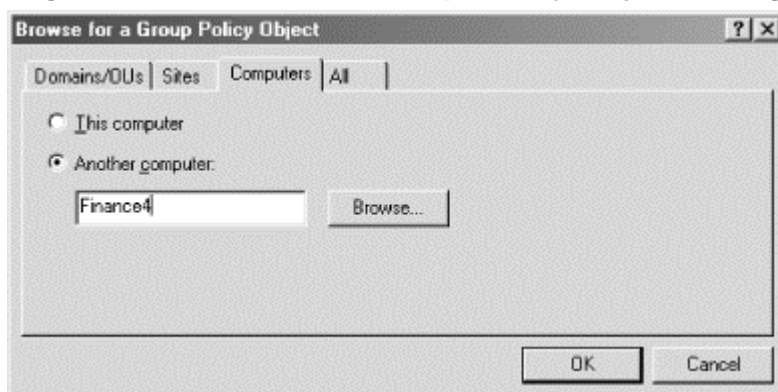 Browse for a Group Policy Object ? ×
Domains/OUs Sites Computers All
This computer
Another computer:
Finance4 Browse...
OK Cancel